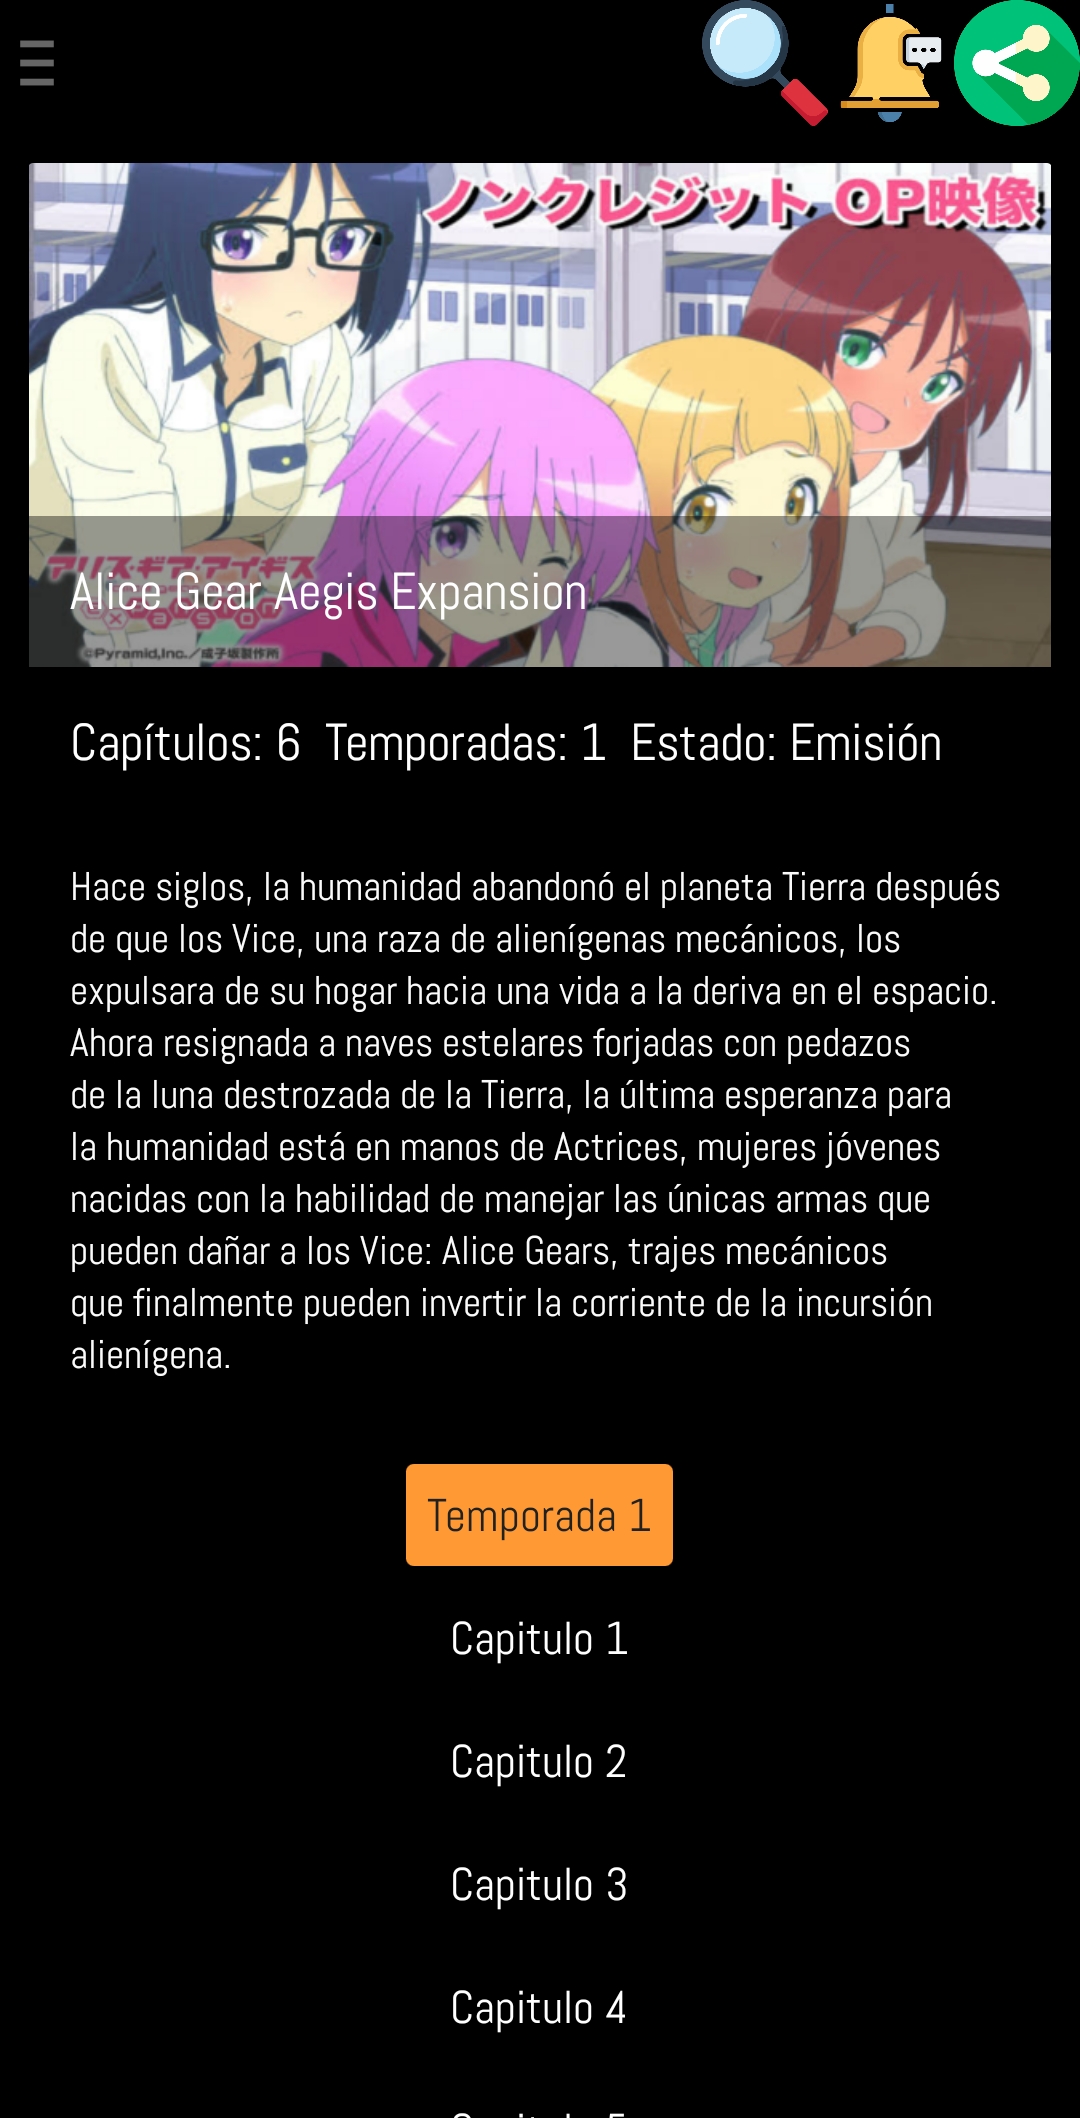 ノンクレジット OP映像
アリス・ギア・アイギス
Alice Gear Aegis Expansion
©Pyramid,Inc.／成子坂製作所
Capítulos: 6 Temporadas: 1 Estado: Emisión
Hace siglos, la humanidad abandonó el planeta Tierra después
de que los Vice, una raza de alienígenas mecánicos, los
expulsara de su hogar hacia una vida a la deriva en el espacio.
Ahora resignada a naves estelares forjadas con pedazos
de la luna destrozada de la Tierra, la última esperanza para
la humanidad está en manos de Actrices, mujeres jóvenes
nacidas con la habilidad de manejar las únicas armas que
pueden dañar a los Vice: Alice Gears, trajes mecánicos
que finalmente pueden invertir la corriente de la incursión
alienígena.
Temporada 1
Capitulo 1
Capitulo 2
Capitulo 3
Capitulo 4